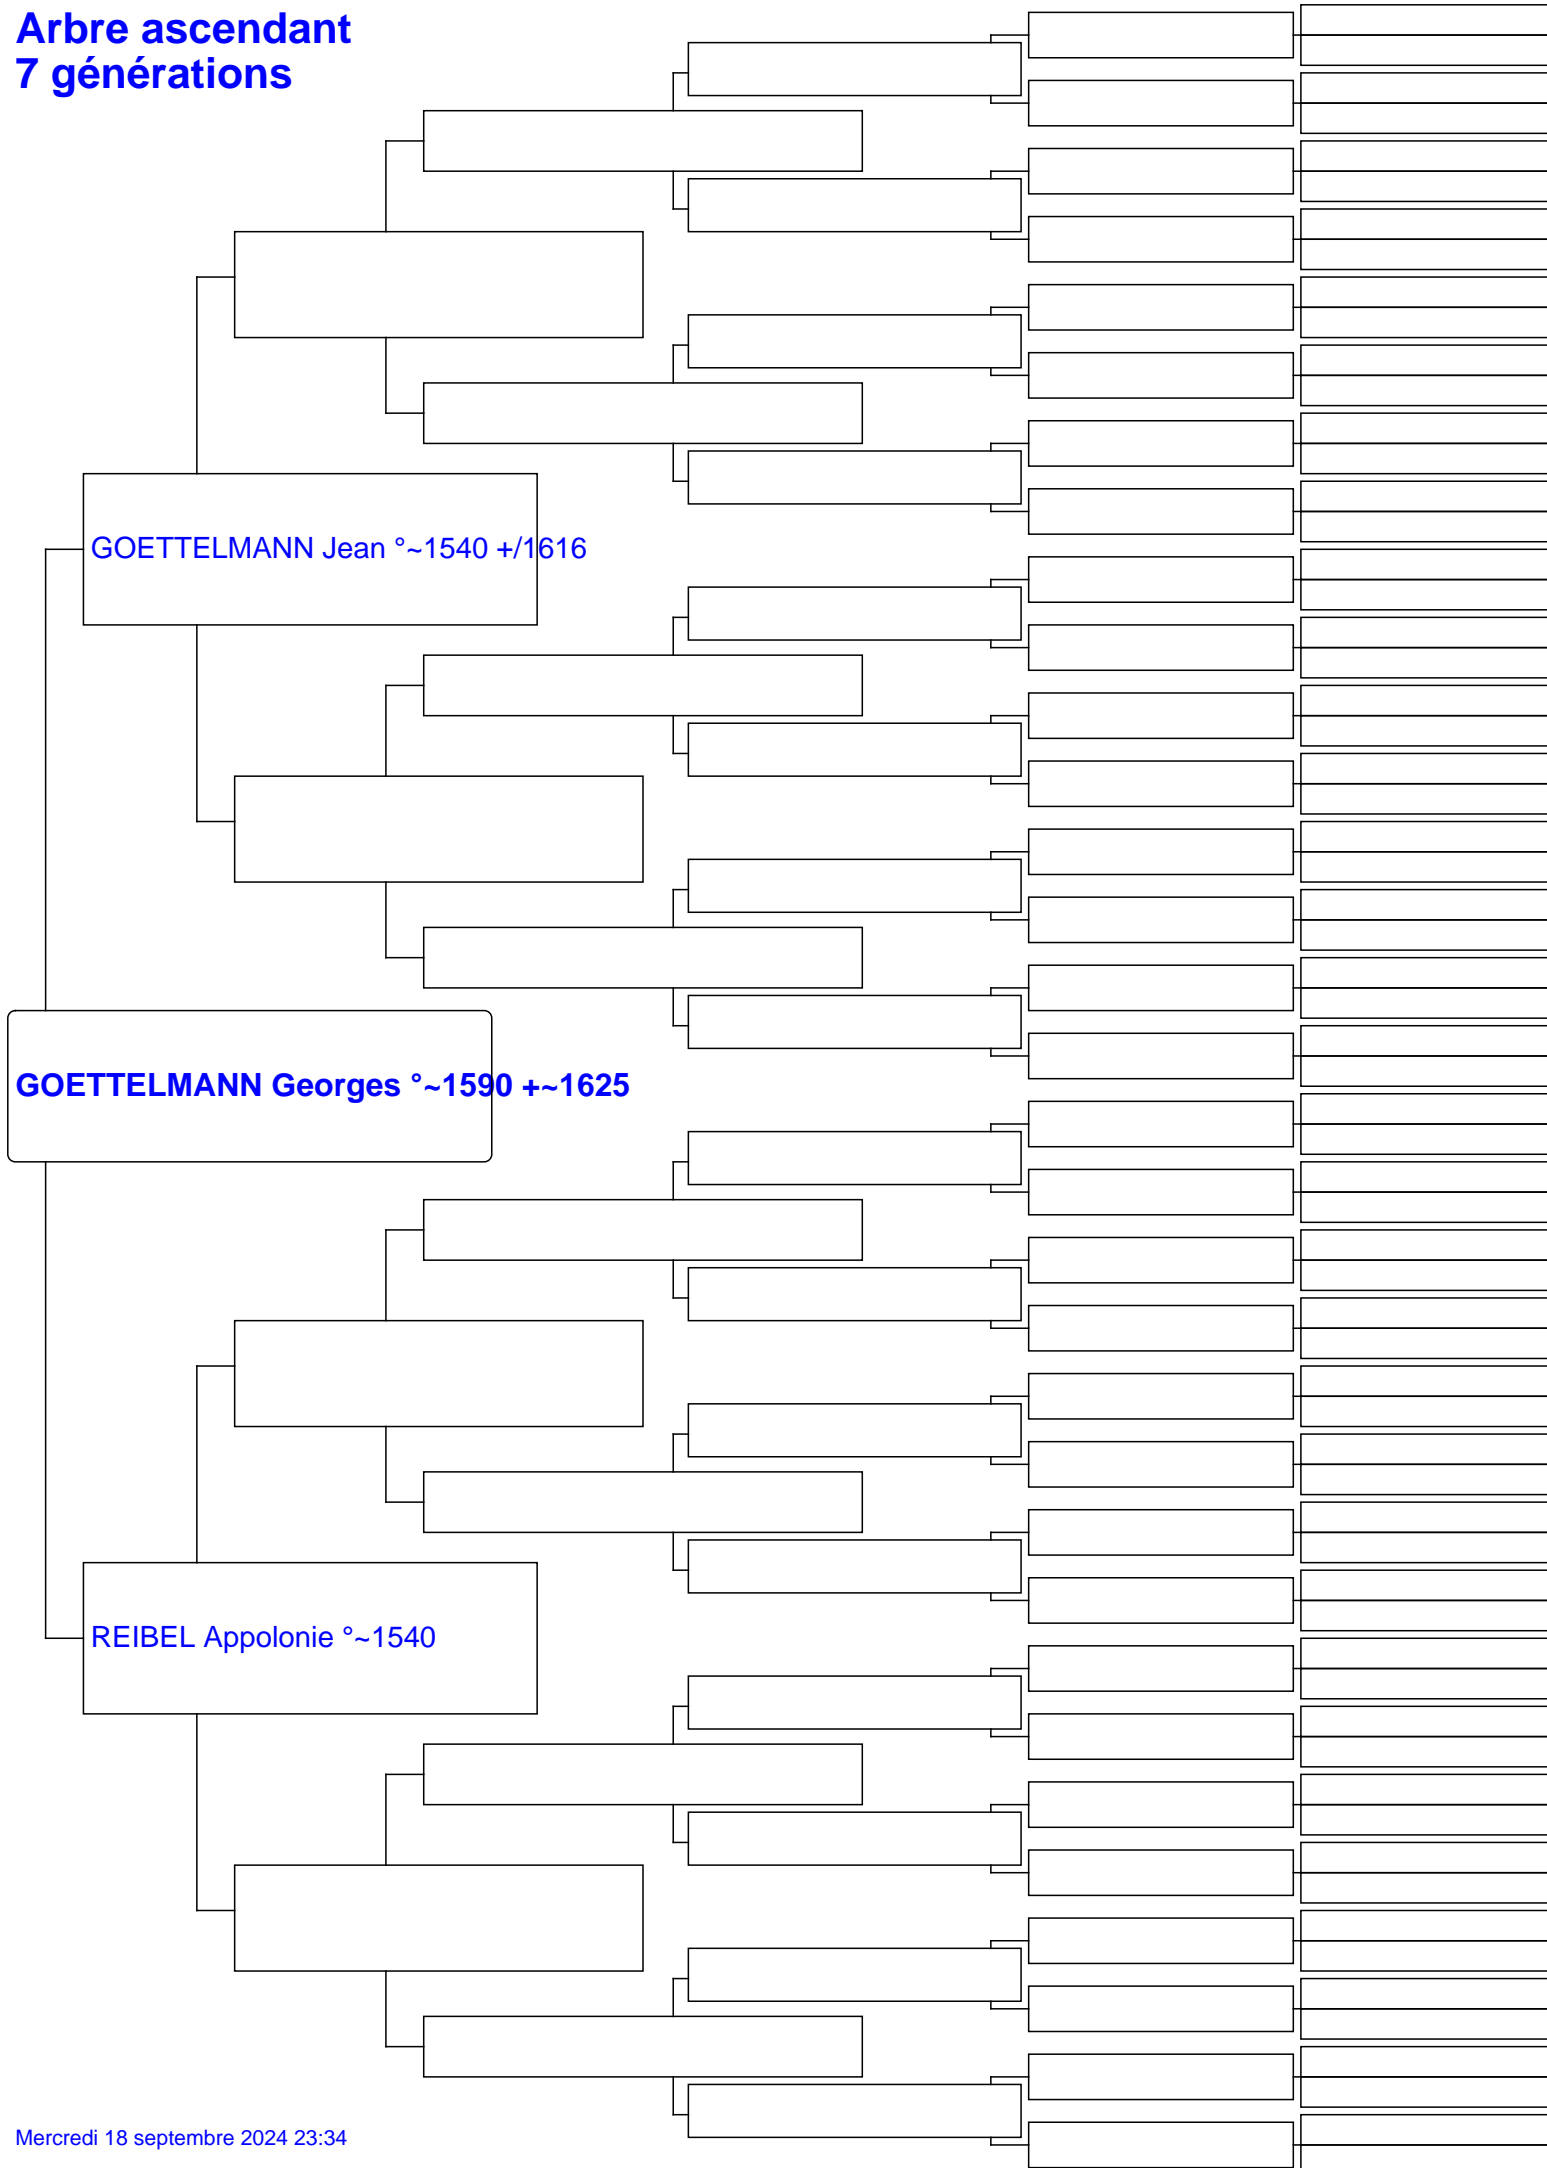 Arbre ascendant
7 générations
GOETTELMANN Jean °~1540 +/1616
GOETTELMANN Georges °~1590 +~1625
REIBEL Appolonie °~1540
Mercredi 18 septembre 2024 23:34